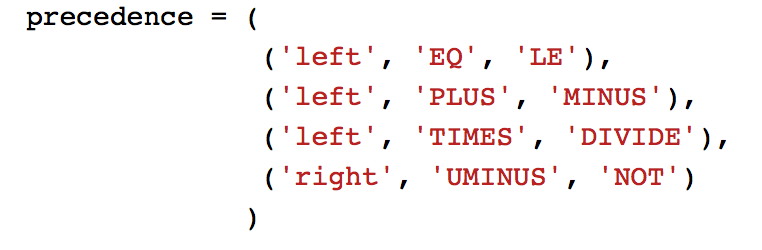 precedence = (
('left', 'EQ', 'LE'),
('left', 'PLUS', 'MINUS'),
('left', 'TIMES', 'DIVIDE'),
('right', 'UMINUS', 'NOT')
)